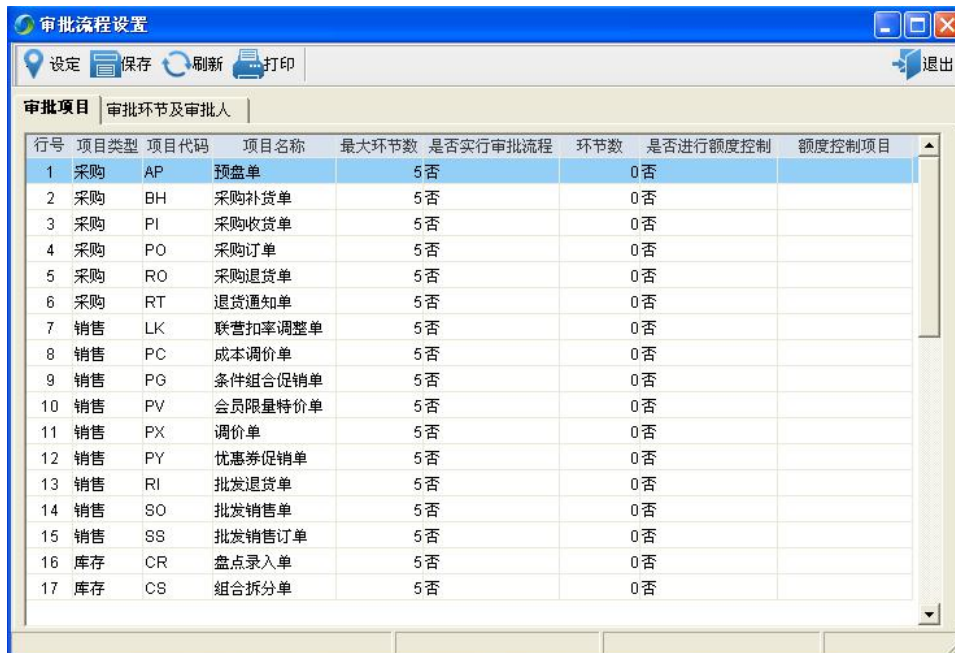 审批流程设置
设定 保存 刷新 打印 退出
审批项目 审批环节及审批人
行号 项目类型 项目代码 项目名称 最大环节数 是否实行审批流程 环节数 是否进行额度控制 额度控制项目
1 采购 AP 预盘单 5 否 0 否
2 采购 BH 采购补货单 5 否 0 否
3 采购 PI 采购收货单 5 否 0 否
4 采购 PO 采购订单 5 否 0 否
5 采购 RO 采购退货单 5 否 0 否
6 采购 RT 退货通知单 5 否 0 否
7 销售 LK 联营扣率调整单 5 否 0 否
8 销售 PC 成本调价单 5 否 0 否
9 销售 PG 条件组合促销单 5 否 0 否
10 销售 PV 会员限量特价单 5 否 0 否
11 销售 PX 调价单 5 否 0 否
12 销售 PY 优惠券促销单 5 否 0 否
13 销售 RI 批发退货单 5 否 0 否
14 销售 SO 批发销售单 5 否 0 否
15 销售 SS 批发销售订单 5 否 0 否
16 库存 CR 盘点录入单 5 否 0 否
17 库存 CS 组合拆分单 5 否 0 否